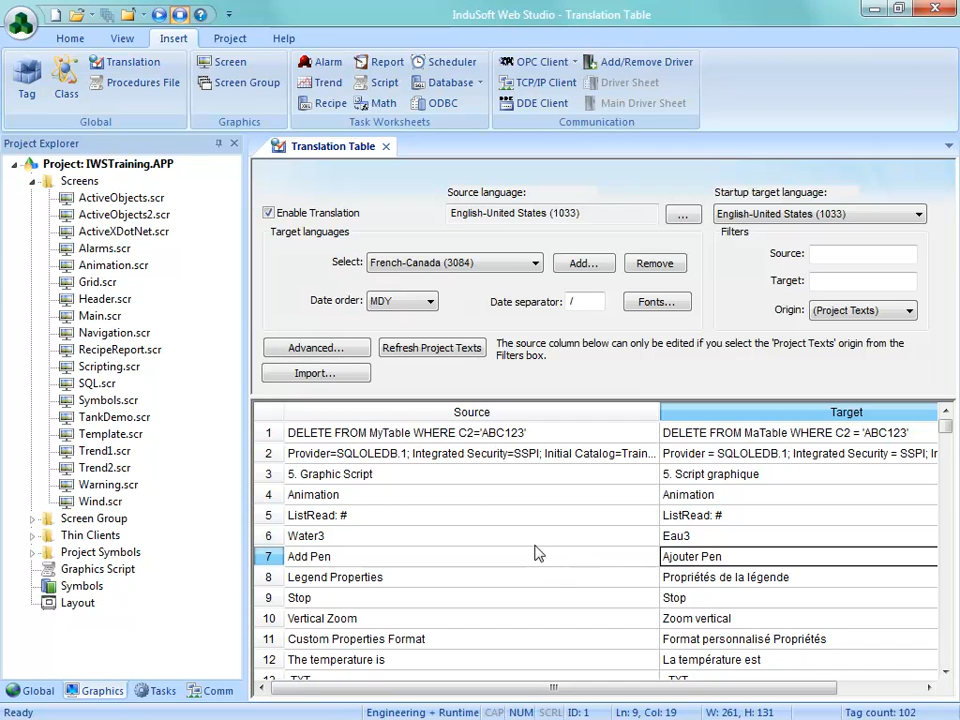 InduSoft Web Studio - Translation Table
Home View Insert Project Help
Tag Class Translation Procedures File
Global
Screen
Screen Group
Graphics
Alarm Report Scheduler
Trend Script Database
Recipe Math ODBC
Task Worksheets
OPC Client Add/Remove Driver
TCP/IP Client Driver Sheet
DDE Client Main Driver Sheet
Communication
Project Explorer
Project: IWSTraining.APP
Screens
ActiveObjects.scr
ActiveObjects2.scr
ActiveXDotNet.scr
Alarms.scr
Animation.scr
Grid.scr
Header.scr
Main.scr
Navigation.scr
RecipeReport.scr
Scripting.scr
SQL.scr
Symbols.scr
TankDemo.scr
Template.scr
Trend1.scr
Trend2.scr
Warning.scr
Wind.scr
Screen Group
Thin Clients
Project Symbols
Graphics Script
Symbols
Layout
Global Graphics Tasks Comm
Translation Table
Source language: Startup target language:
Enable Translation English-United States (1033) ... English-United States (1033)
Target languages Filters
Select: French-Canada (3084) Add... Remove Source:
Target:
Date order: MDY Date separator: / Fonts... Origin: (Project Texts)
Advanced... Refresh Project Texts The source column below can only be edited if you select the 'Project Texts' origin from the
Filters box.
Import...
Source Target
1 DELETE FROM MyTable WHERE C2='ABC123' DELETE FROM MaTable WHERE C2 = 'ABC123'
2 Provider=SQLOLEDB.1; Integrated Security=SSPI; Initial Catalog=Train... Provider = SQLOLEDB.1; Integrated Security = SSPI; Ir
3 5. Graphic Script 5. Script graphique
4 Animation Animation
5 ListRead: # ListRead: #
6 Water3 Eau3
7 Add Pen Ajouter Pen
8 Legend Properties Propriétés de la légende
9 Stop Stop
10 Vertical Zoom Zoom vertical
11 Custom Properties Format Format personnalisé Propriétés
12 The temperature is La température est
Ready Engineering + Runtime CAP NUM SCRL ID: 1 Ln: 9, Col: 19 W: 261, H: 131 Tag count: 102